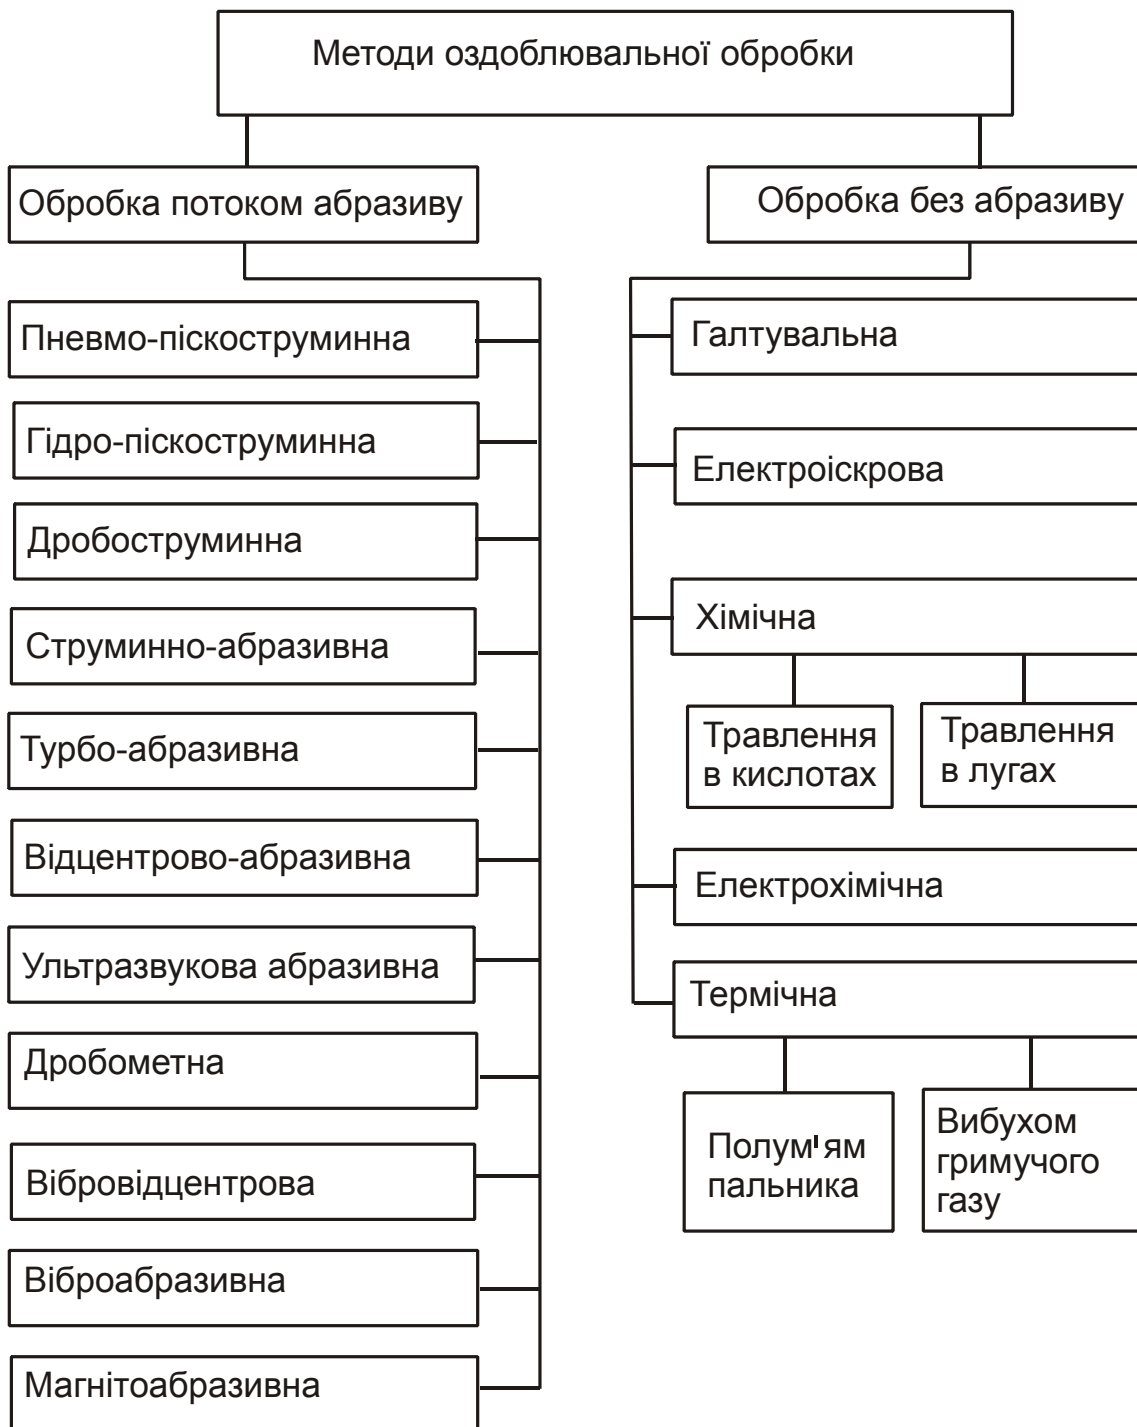 Методи оздоблювальної обробки
Обробка потоком абразиву
Обробка без абразиву
Пневмо-піскоструминна
Гідро-піскоструминна
Дробоструминна
Струминно-абразивна
Турбо-абразивна
Відцентрово-абразивна
Ультразвукова абразивна
Дробометна
Вібровідцентрова
Віброабразивна
Магнітоабразивна
Галтувальна
Електроіскрова
Хімічна
Травлення
в кислотах
Травлення
в лугах
Електрохімічна
Термічна
Полум'ям
пальника
Вибухом
гримучого
газу